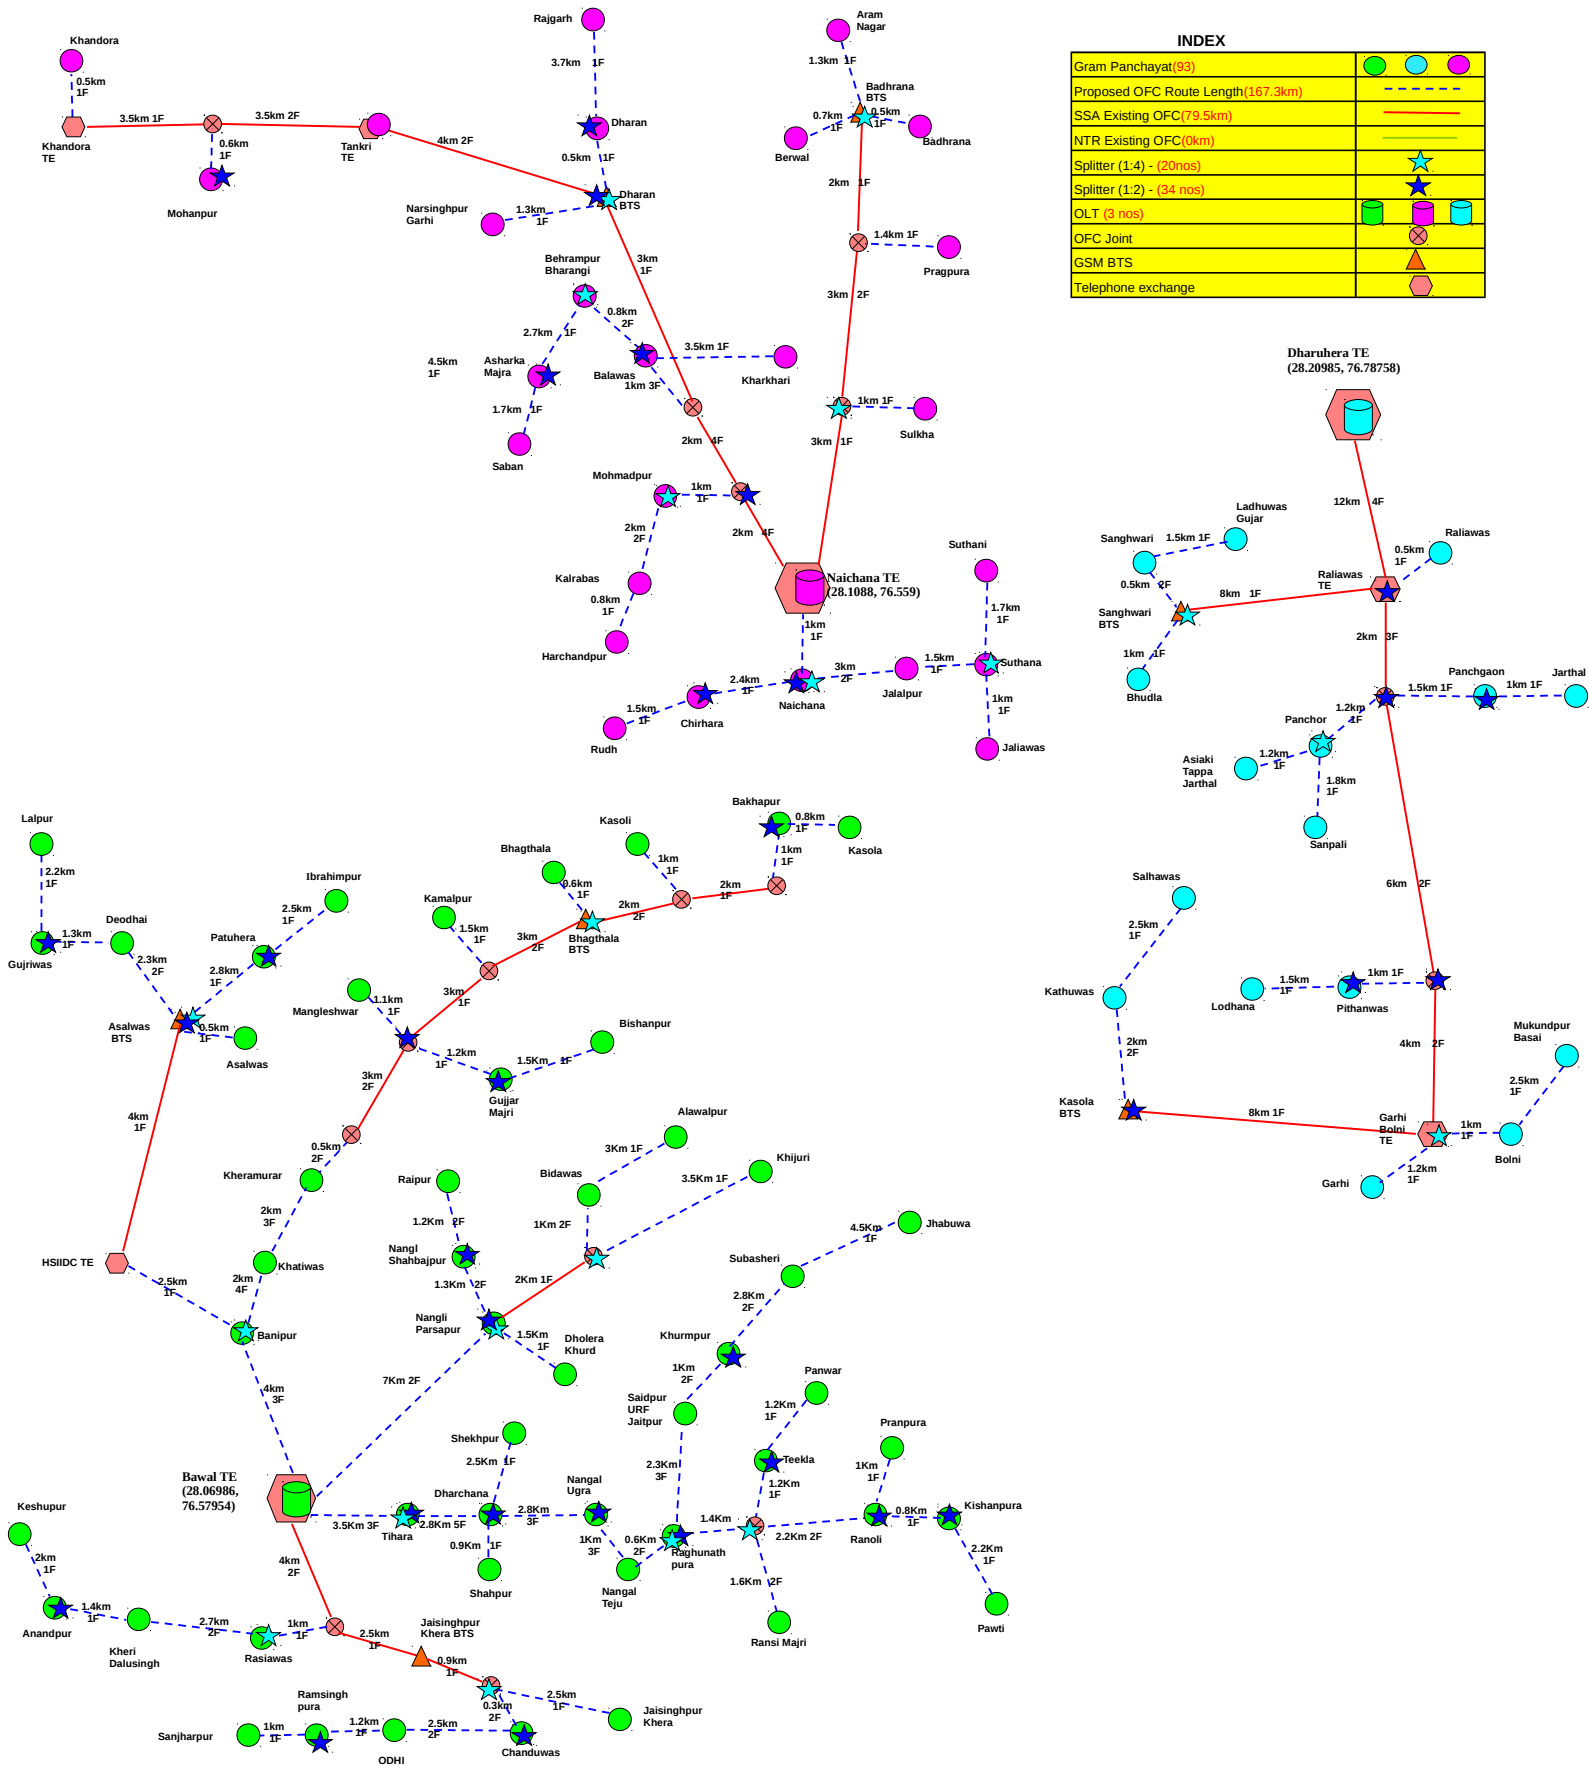 Khandora
0.5km
1F
3.5km 1F
3.5km 2F
Khandora
TE
0.6km
1F
Mohanpur
Tankri
TE
4km 2F
Rajgarh
3.7km 1F
Dharan
0.5km 1F
Dharan
BTS
1.3km
1F
Narsinghpur
Garhi
3km
1F
Behrampur
Bharangi
0.8km
2F
2.7km 1F
4.5km
1F
Asharka
Majra
Balawas
3.5km 1F
Kharkhari
1km 3F
1.7km 1F
Saban
2km 4F
Mohmadpur
1km
1F
2km
2F
2km 4F
Kalrabas
0.8km
1F
Harchandpur
Aram
Nagar
1.3km 1F
Badhrana
BTS
0.7km
1F
0.5km
1F
Berwal
Badhrana
2km 1F
1.4km 1F
Pragpura
3km 2F
1km 1F
Sulkha
3km 1F
Naichana TE
(28.1088, 76.559)
1km
1F
Suthani
1.7km
1F
Suthana
1.5km
1F
3km
2F
Jalalpur
1km
1F
Jaliawas
Naichana
2.4km
1F
Chirhara
1.5km
1F
Rudh
INDEX
Gram Panchayat(93)
Proposed OFC Route Length(167.3km)
SSA Existing OFC(79.5km)
NTR Existing OFC(0km)
Splitter (1:4) - (20nos)
Splitter (1:2) - (34 nos)
OLT (3 nos)
OFC Joint
GSM BTS
Telephone exchange
Dharuhera TE
(28.20985, 76.78758)
12km 4F
Ladhuwas
Gujar
Sanghwari
1.5km 1F
0.5km 2F
Sanghwari
BTS
8km 1F
1km 1F
Bhudla
Raliawas
0.5km
1F
Raliawas
TE
2km 3F
Panchgaon
Jarthal
1.5km 1F
1km 1F
1.2km
1F
Panchor
1.2km
1F
Asiaki
Tappa
Jarthal
1.8km
1F
Sanpali
6km 2F
Salhawas
2.5km
1F
Kathuwas
2km
2F
1.5km
1F
1km 1F
Lodhana
Pithanwas
4km 2F
Mukundpur
Basai
2.5km
1F
Kasola
BTS
8km 1F
Garhi
Bolni
TE
1km
1F
Bolni
1.2km
1F
Garhi
Lalpur
2.2km
1F
Gujriwas
1.3km
1F
Deodhai
2.3km
2F
Ibrahimpur
2.5km
1F
Patuhera
2.8km
1F
Asalwas
BTS
0.5km
1F
Asalwas
4km
1F
HSIIDC TE
2.5km
1F
Bakhapur
0.8km
1F
Kasola
1km
1F
Kasoli
1km
1F
2km
1F
Bhagthala
0.6km
1F
2km
2F
Bhagthala
BTS
Kamalpur
1.5km
1F
3km
2F
3km
1F
Mangleshwar
1.1km
1F
Bishanpur
1.2km
1F
1.5Km 1F
Gujjar
Majri
3km
2F
0.5km
2F
Kheramurar
2km
3F
Khatiwas
2km
4F
Banipur
4km
3F
Alawalpur
3Km 1F
Bidawas
Khijuri
3.5Km 1F
1Km 2F
Raipur
1.2Km 2F
Nangl
Shahbajpur
1.3Km 2F
2Km 1F
Nangli
Parsapur
1.5Km
1F
Dholera
Khurd
7Km 2F
Jhabuwa
4.5Km
1F
Subasheri
2.8Km
2F
Khurmpur
1Km
2F
Saidpur
URF
Jaitpur
2.3Km
3F
Panwar
1.2Km
1F
Teekla
1.2Km
1F
Pranpura
1Km
1F
Kishanpura
0.8Km
1F
Ranoli
2.2Km
1F
Pawti
2.2Km 2F
1.4Km
1.6Km 2F
Ransi Majri
Raghunath
pura
0.6Km
2F
Nangal
Ugra
1Km
3F
Nangal
Teju
Shekhpur
2.5Km 1F
Dharchana
2.8Km
3F
0.9Km 1F
Shahpur
2.8Km 5F
Tihara
3.5Km 3F
Bawal TE
(28.06986,
76.57954)
4km
2F
Keshupur
2km
1F
Anandpur
1.4km
1F
Kheri
Dalusingh
2.7km
2F
Rasiawas
1km
1F
2.5km
1F
Jaisinghpur
Khera BTS
0.9km
1F
0.3km
2F
2.5km
1F
Jaisinghpur
Khera
Ramsingh
pura
Sanjharpur
1km
1F
1.2km
1F
ODHI
2.5km
2F
Chanduwas